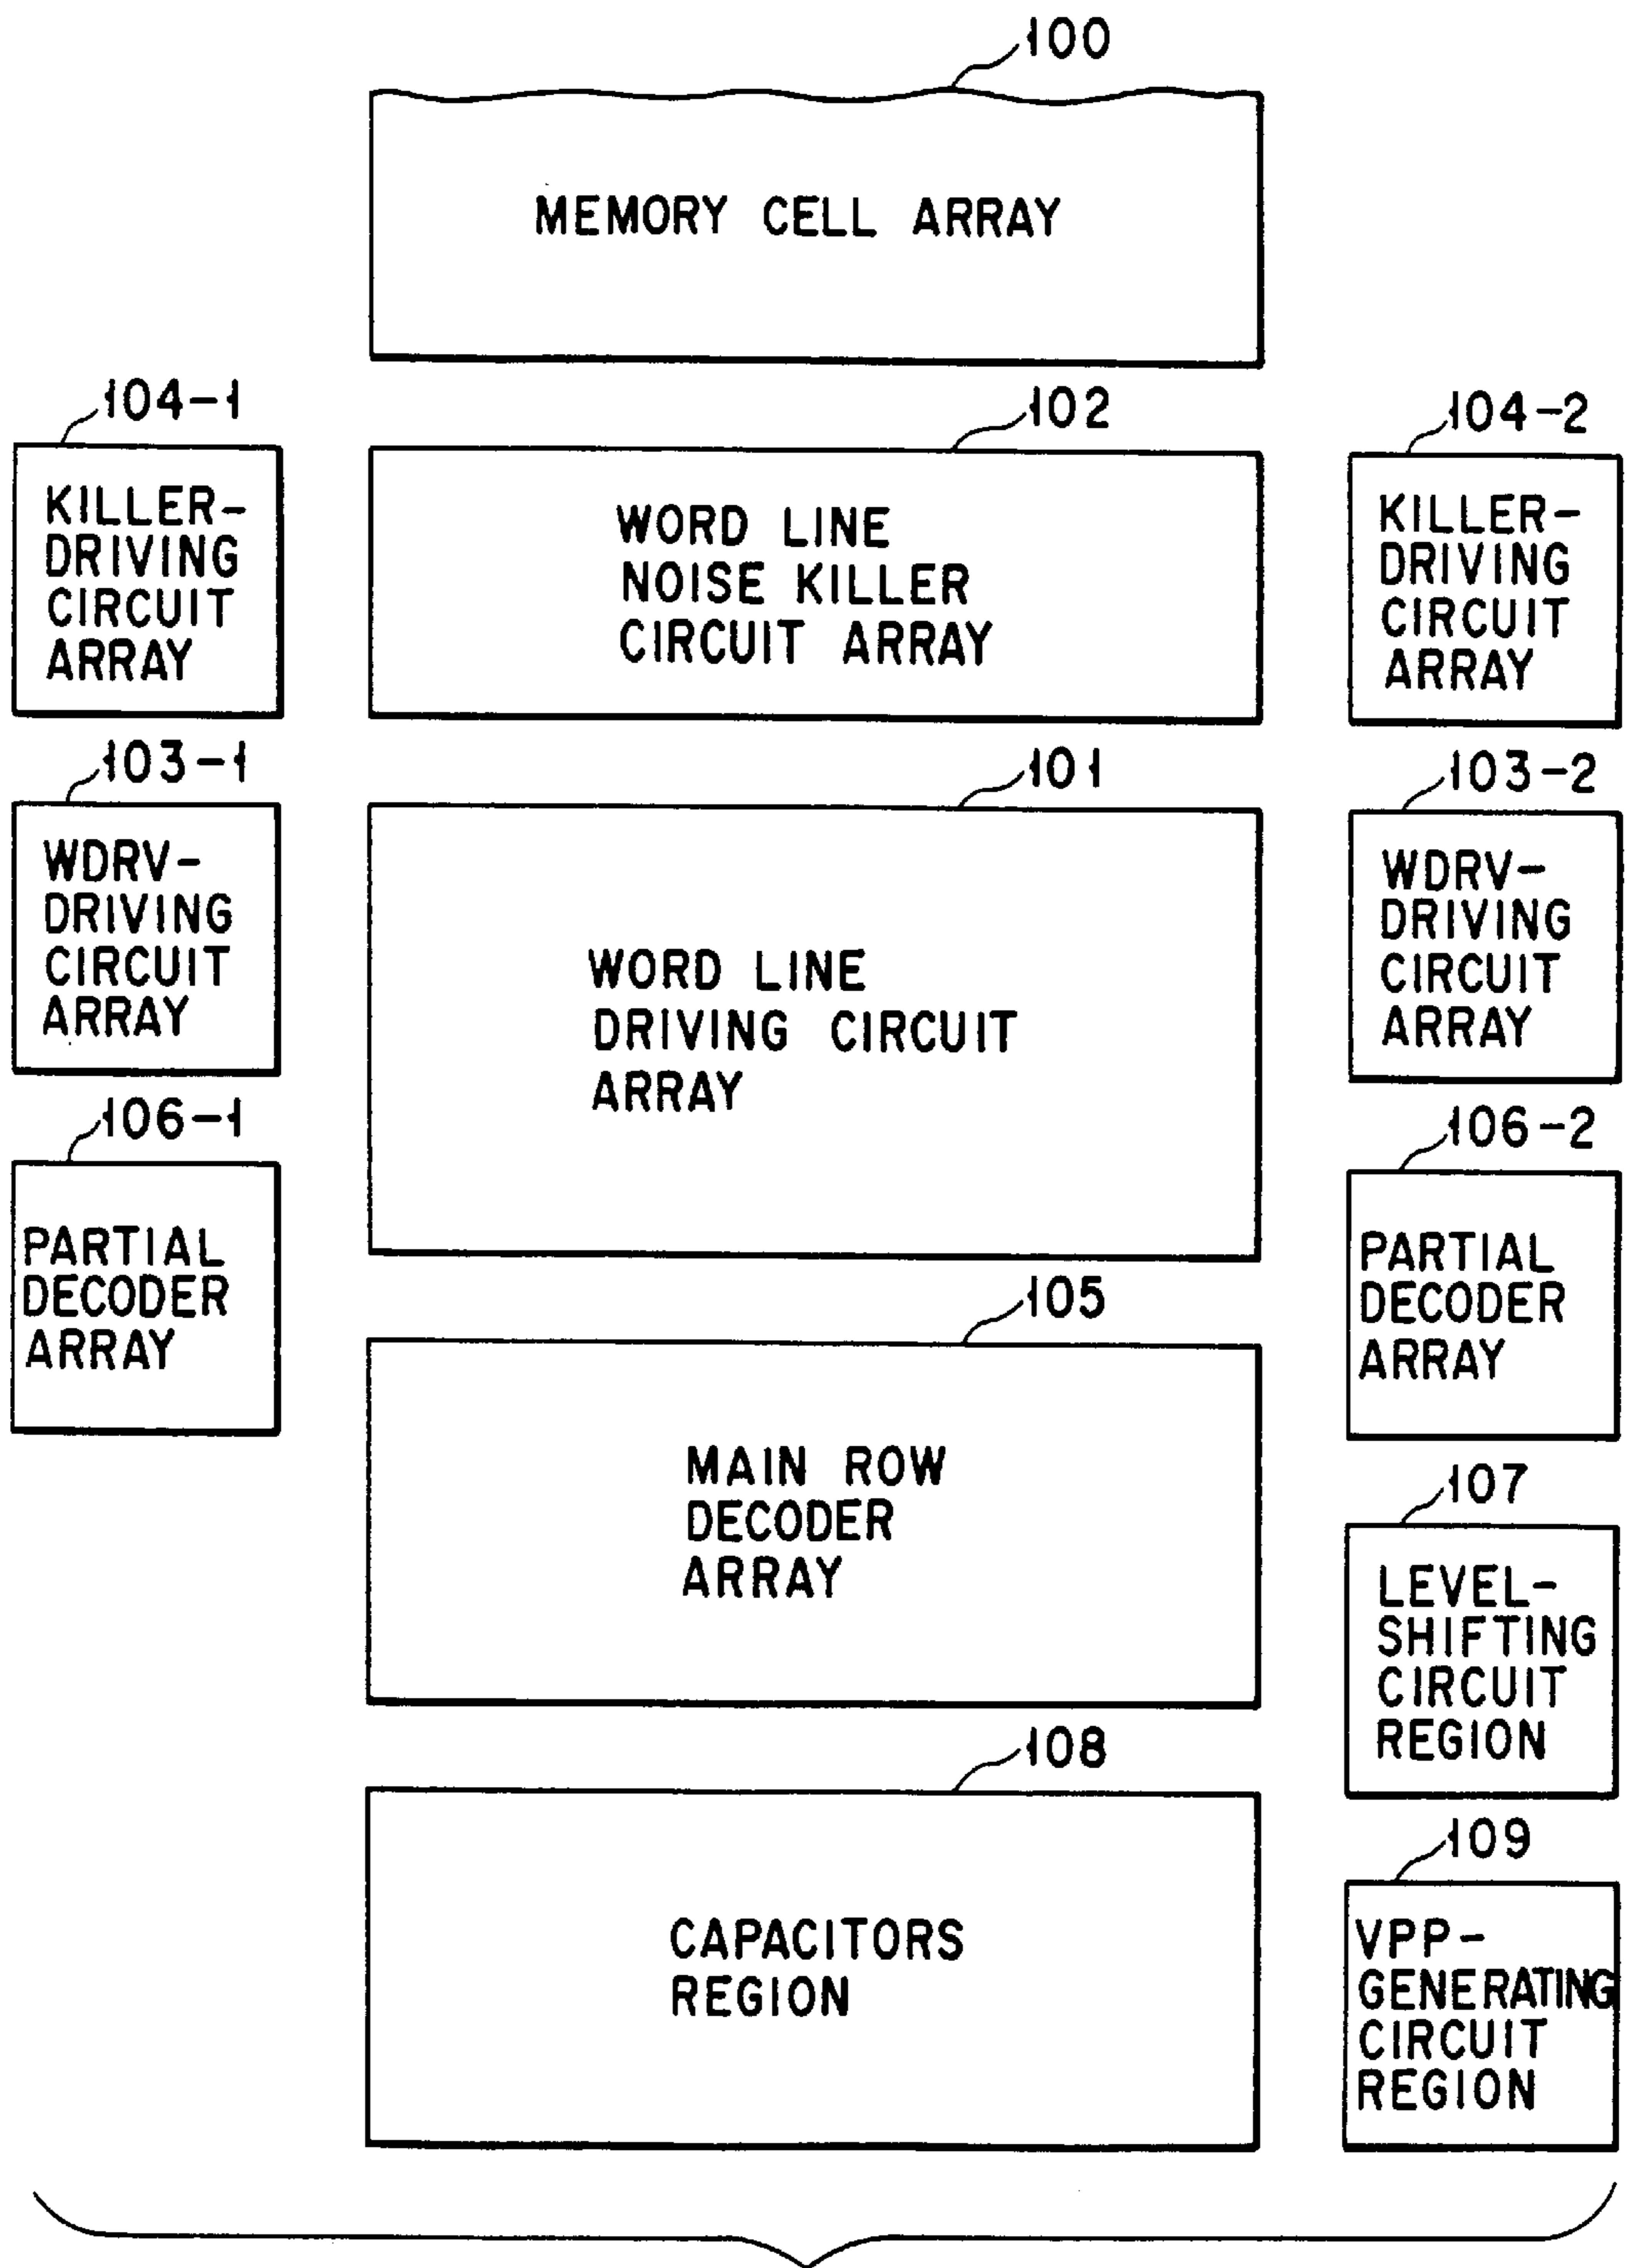 100
MEMORY CELL ARRAY
104-1
KILLER-
DRIVING
CIRCUIT
ARRAY
102
WORD LINE
NOISE KILLER
CIRCUIT ARRAY
104-2
KILLER-
DRIVING
CIRCUIT
ARRAY
103-1
WDRV-
DRIVING
CIRCUIT
ARRAY
101
WORD LINE
DRIVING CIRCUIT
ARRAY
103-2
WDRV-
DRIVING
CIRCUIT
ARRAY
106-1
PARTIAL
DECODER
ARRAY
106-2
PARTIAL
DECODER
ARRAY
105
MAIN ROW
DECODER
ARRAY
107
LEVEL-
SHIFTING
CIRCUIT
REGION
108
CAPACITORS
REGION
109
VPP-
GENERATING
CIRCUIT
REGION